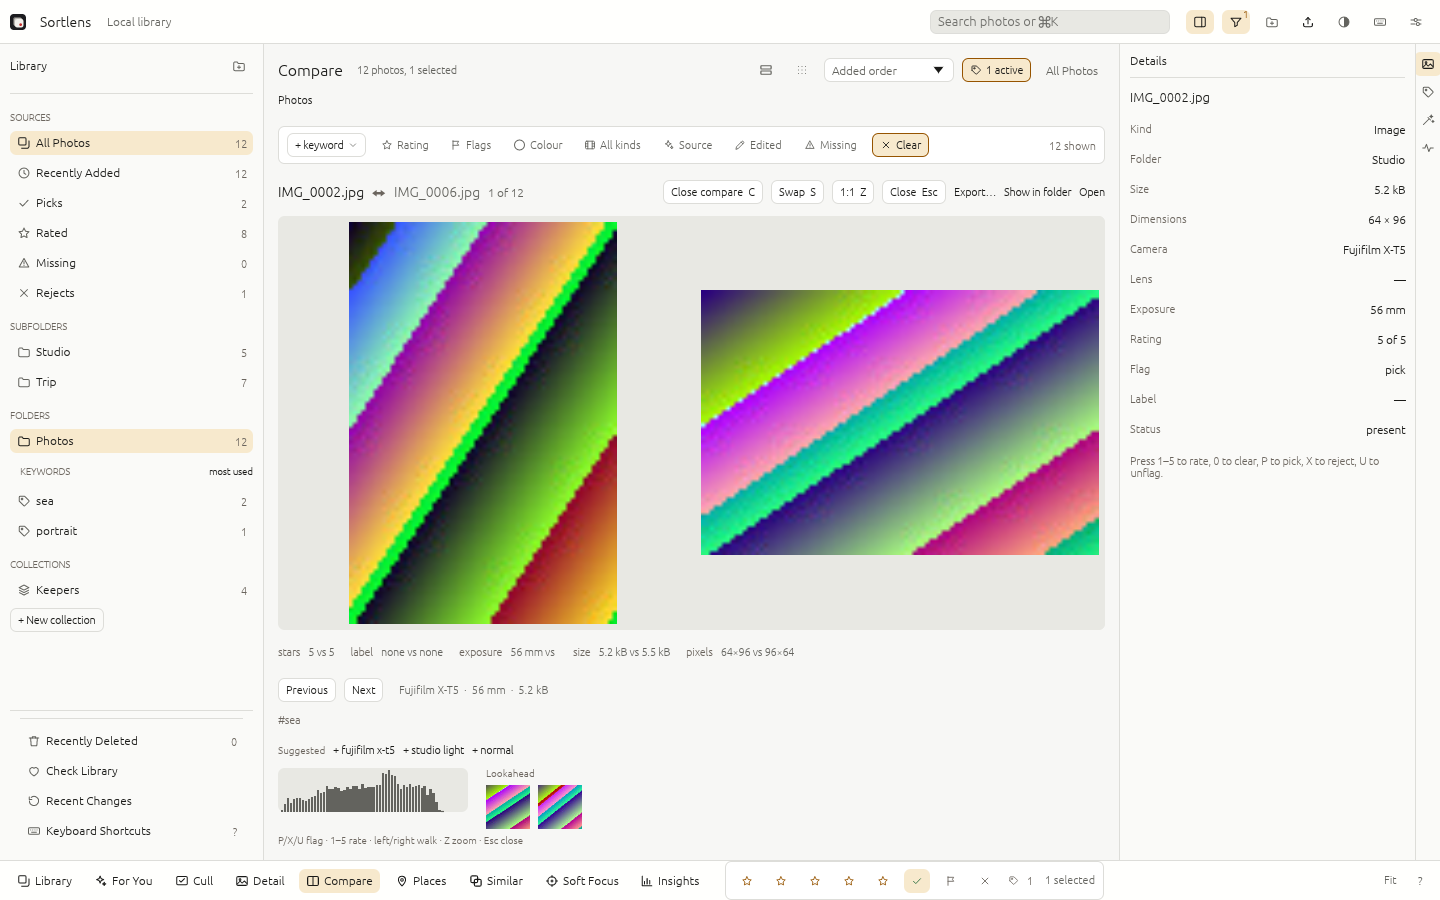 Sortlens Local library Search photos or ⌘K 1
Library
SOURCES
All Photos 12
Recently Added 12
Picks 2
Rated 8
Missing 0
Rejects 1
SUBFOLDERS
Studio 5
Trip 7
FOLDERS
Photos 12
KEYWORDS most used
sea 2
portrait 1
COLLECTIONS
Keepers 4
+ New collection
Recently Deleted 0
Check Library
Recent Changes
Keyboard Shortcuts ?
Compare 12 photos, 1 selected Added order 1 active All Photos
Photos
+ keyword Rating Flags Colour All kinds Source Edited Missing Clear 12 shown
IMG_0002.jpg IMG_0006.jpg 1 of 12 Close compare C Swap S 1:1 Z Close Esc Export... Show in folder Open
stars 5 vs 5 label none vs none exposure 56 mm vs size 5.2 kB vs 5.5 kB pixels 64×96 vs 96×64
Previous Next Fujifilm X-T5 · 56 mm · 5.2 kB
#sea
Suggested + fujifilm x-t5 + studio light + normal
Lookahead
P/X/U flag · 1–5 rate · left/right walk · Z zoom · Esc close
Details
IMG_0002.jpg
Kind Image
Folder Studio
Size 5.2 kB
Dimensions 64 × 96
Camera Fujifilm X-T5
Lens —
Exposure 56 mm
Rating 5 of 5
Flag pick
Label —
Status present
Press 1–5 to rate, 0 to clear, P to pick, X to reject, U to
unflag.
Library For You Cull Detail Compare Places Similar Soft Focus Insights 1 1 selected Fit ?